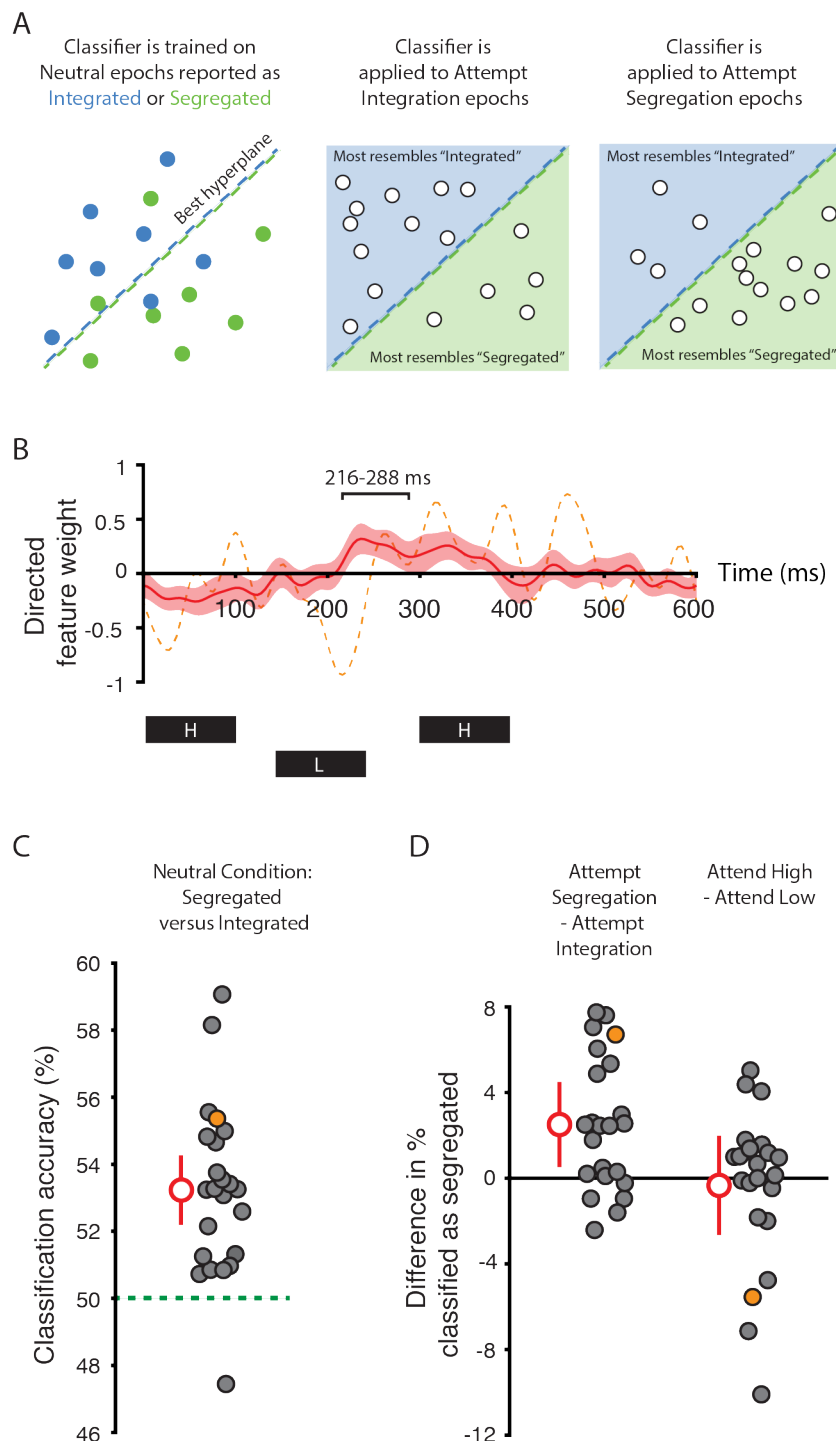 A
Classifier is trained on
Neutral epochs reported as
Integrated or Segregated
Best hyperplane
Classifier is
applied to Attempt
Integration epochs
Most resembles "Integrated"
Most resembles "Segregated"
Classifier is
applied to Attempt
Segregation epochs
Most resembles "Integrated"
Most resembles "Segregated"
B
Directed
feature weight
1
0.5
0
-0.5
-1
216-288 ms
100
200
300
400
500
600
Time (ms)
H
L
H
C
Neutral Condition:
Segregated
versus Integrated
Classification accuracy (%)
60
58
56
54
52
50
48
46
D
Attempt
Segregation
- Attempt
Integration
Attend High
- Attend Low
Difference in %
classified as segregated
8
4
0
-4
-8
-12